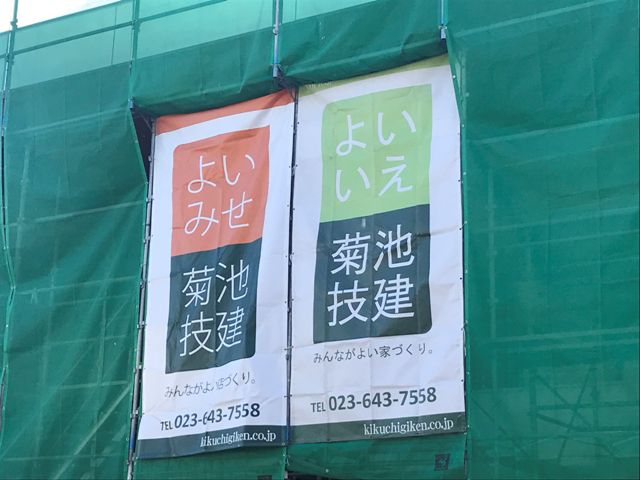 よい
みせ
菊池
技建
みんながよい店づくり。
TEL 023-643-7558
kikuchigiken.co.jp
よい
いえ
菊池
技建
みんながよい家づくり。
TEL 023-643-7558
kikuchigiken.co.jp